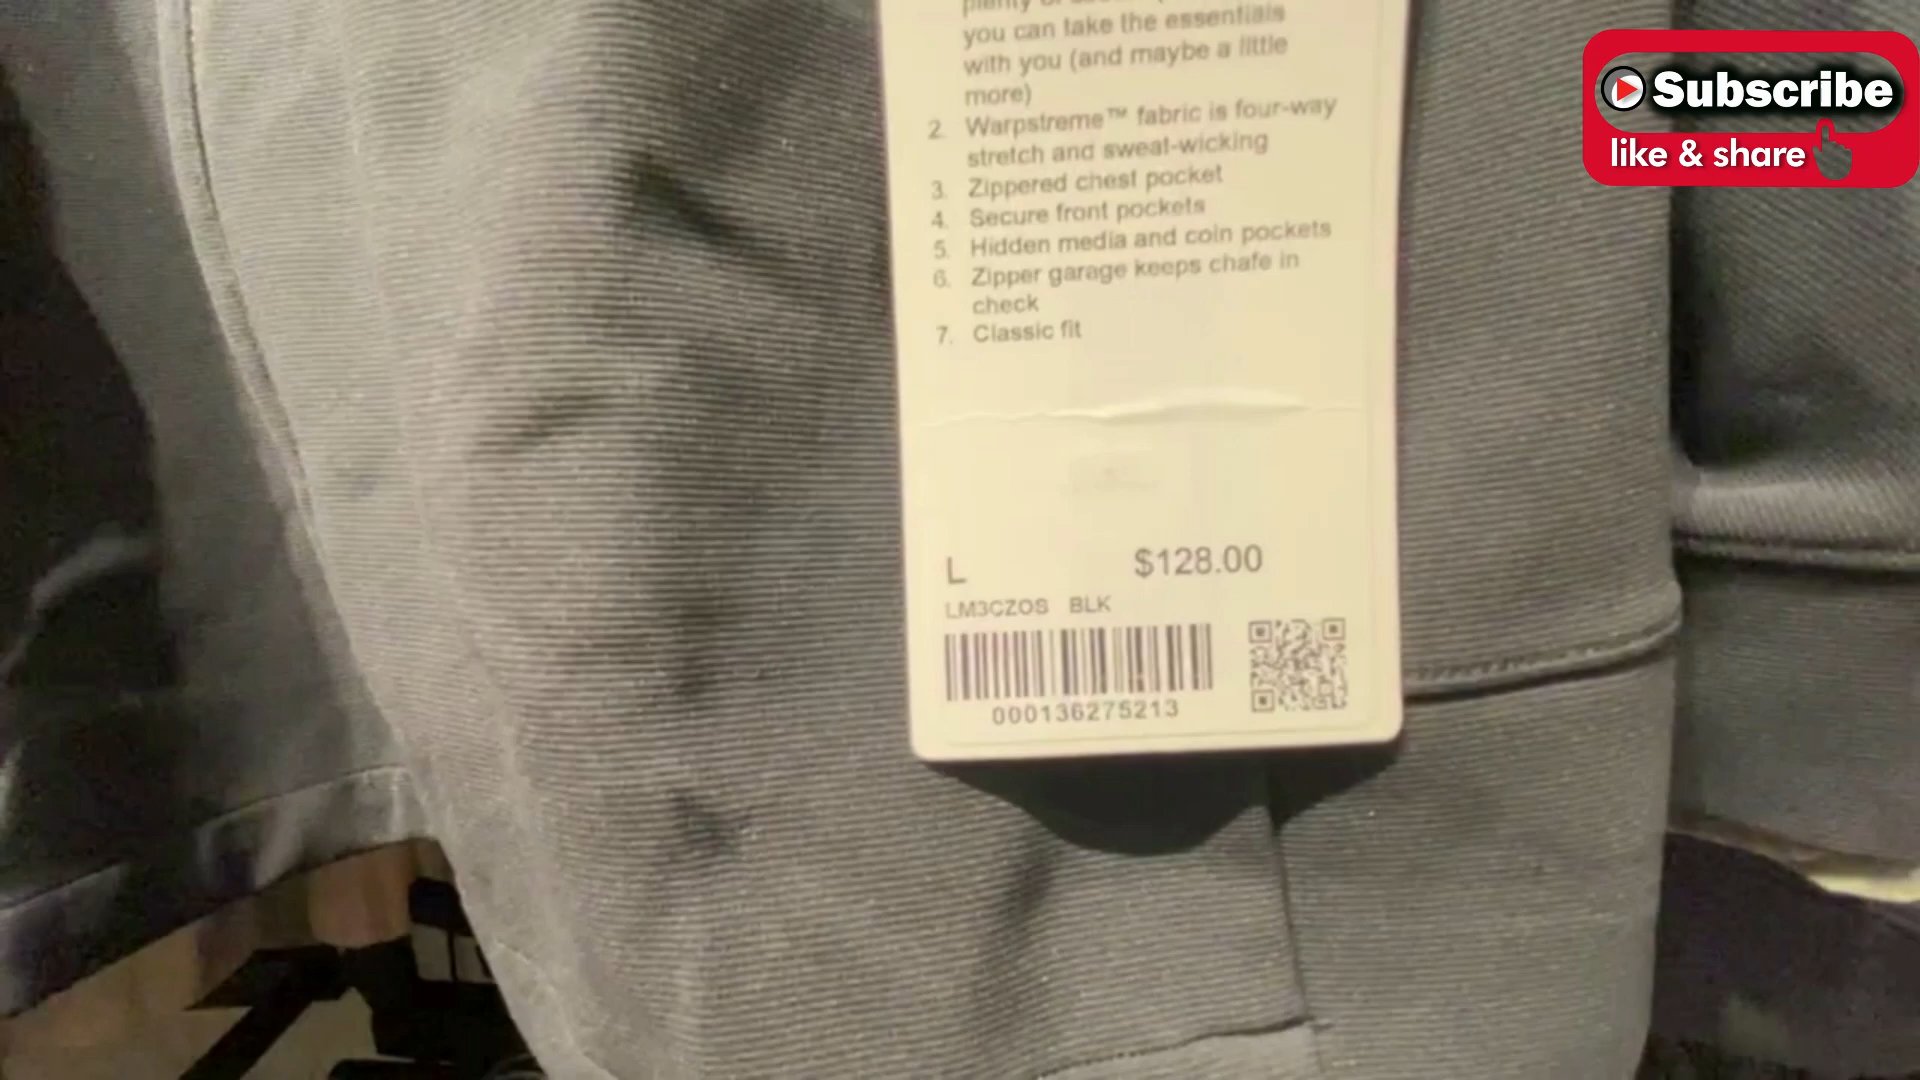 you can take the essentials
with you (and maybe a little
more)
2. Warpstreme™ fabric is four-way
stretch and sweat-wicking
3. Zippered chest pocket
4. Secure front pockets
5. Hidden media and coin pockets
6. Zipper garage keeps chafe in
check
7. Classic fit
L $128.00
LM3CZOS BLK
000136275213
Subscribe
like & share